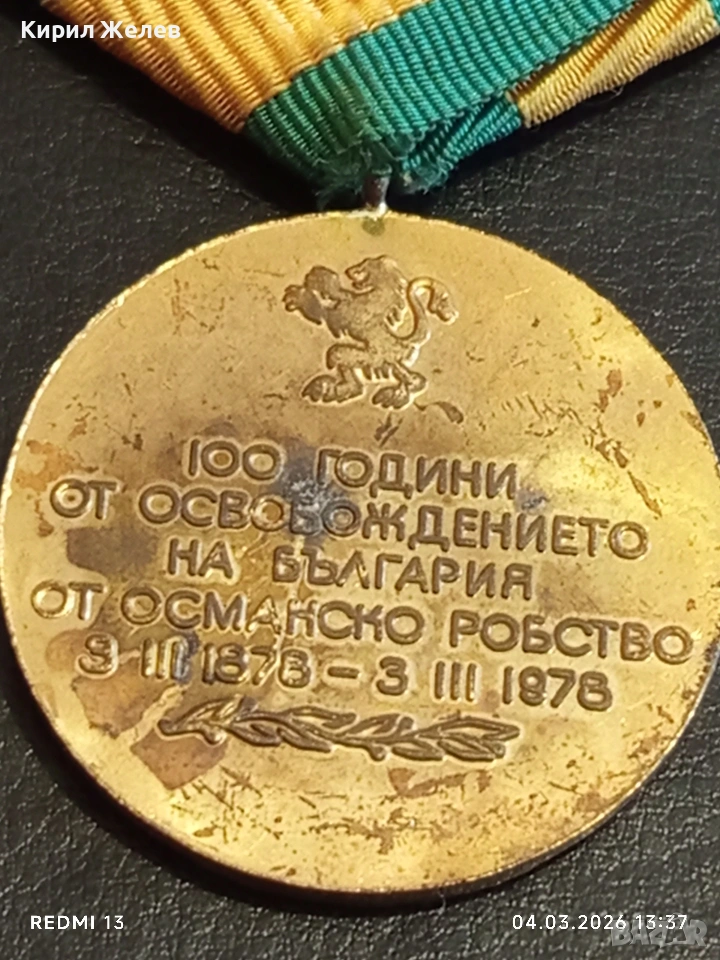 Кирил Желев
100 ГОДИНИ
ОТ ОСВОБОЖДЕНИЕТО
НА БЪЛГАРИЯ
ОТ ОСМАНСКО РОБСТВО
3 III 1878 – 3 III 1978
REDMI 13
04.03.2026 13:37
BAZAR